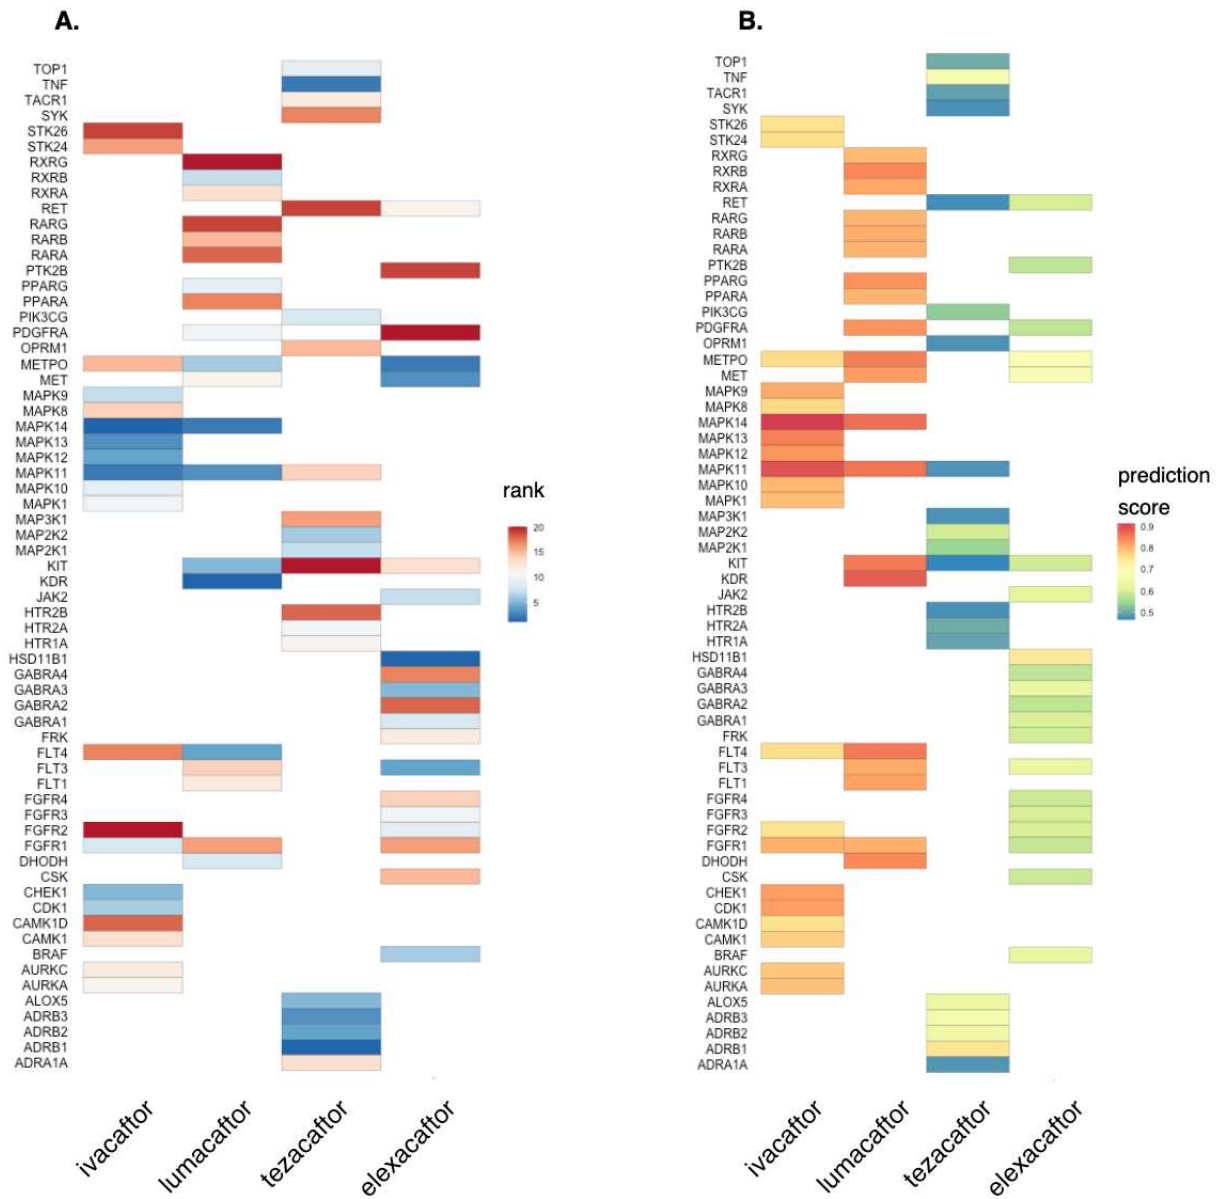 A.
TOP1
TNF
TACR1
SYK
STK26
STK24
RXRG
RXRB
RXRA
RET
RARG
RARB
RARA
PTK2B
PPARG
PPARA
PIK3CG
PDGFRA
OPRM1
METPO
MET
MAPK9
MAPK8
MAPK14
MAPK13
MAPK12
MAPK11
MAPK10
MAPK1
MAP3K1
MAP2K2
MAP2K1
KIT
KDR
JAK2
HTR2B
HTR2A
HTR1A
HSD11B1
GABRA4
GABRA3
GABRA2
GABRA1
FRK
FLT4
FLT3
FLT1
FGFR4
FGFR3
FGFR2
FGFR1
DHODH
CSK
CHEK1
CDK1
CAMK1D
CAMK1
BRAF
AURKC
AURKA
ALOX5
ADRB3
ADRB2
ADRB1
ADRA1A
ivacaftor
lumacaftor
tezacaftor
elexacaftor
rank
20
15
10
5
B.
TOP1
TNF
TACR1
SYK
STK26
STK24
RXRG
RXRB
RXRA
RET
RARG
RARB
RARA
PTK2B
PPARG
PPARA
PIK3CG
PDGFRA
OPRM1
METPO
MET
MAPK9
MAPK8
MAPK14
MAPK13
MAPK12
MAPK11
MAPK10
MAPK1
MAP3K1
MAP2K2
MAP2K1
KIT
KDR
JAK2
HTR2B
HTR2A
HTR1A
HSD11B1
GABRA4
GABRA3
GABRA2
GABRA1
FRK
FLT4
FLT3
FLT1
FGFR4
FGFR3
FGFR2
FGFR1
DHODH
CSK
CHEK1
CDK1
CAMK1D
CAMK1
BRAF
AURKC
AURKA
ALOX5
ADRB3
ADRB2
ADRB1
ADRA1A
ivacaftor
lumacaftor
tezacaftor
elexacaftor
prediction
score
0.9
0.8
0.7
0.6
0.5